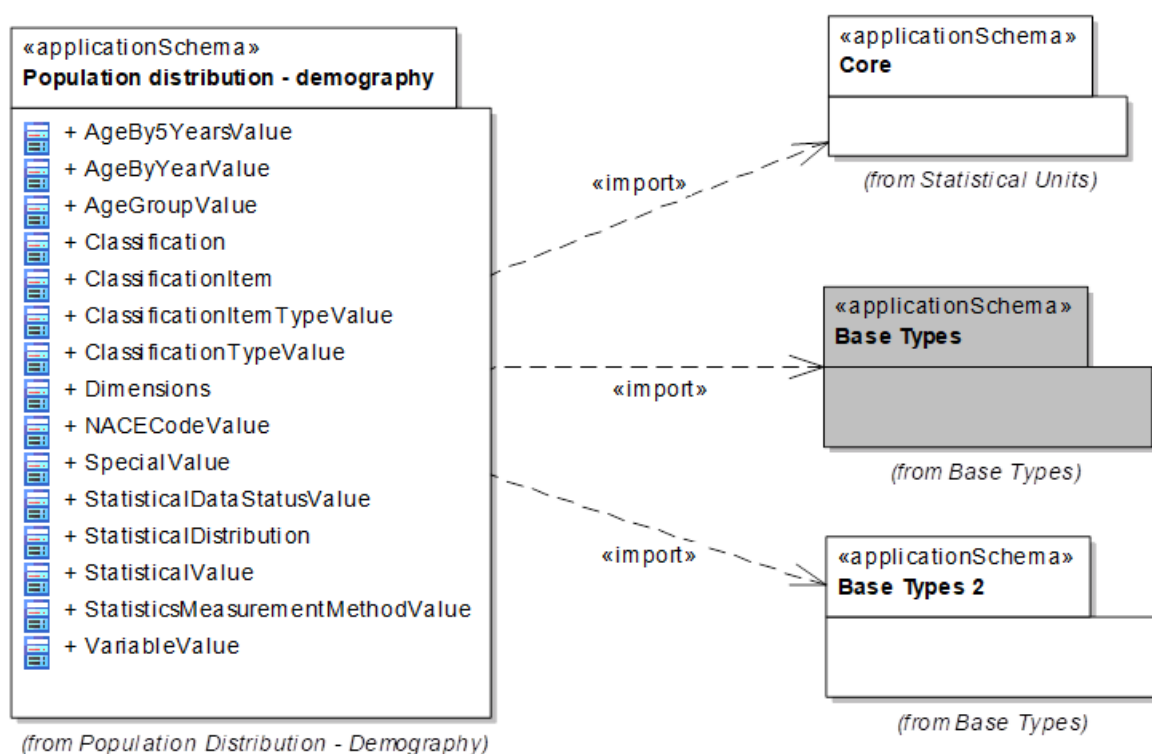 «applicationSchema»
Population distribution - demography
+ AgeBy5YearsValue
+ AgeByYearValue
+ AgeGroupValue
+ Classification
+ ClassificationItem
+ ClassificationItemTypeValue
+ ClassificationTypeValue
+ Dimensions
+ NACECodeValue
+ SpecialValue
+ StatisticalDataStatusValue
+ StatisticalDistribution
+ StatisticalValue
+ StatisticsMeasurementMethodValue
+ VariableValue
(from Population Distribution - Demography)
«import»
«import»
«import»
«applicationSchema»
Core
(from Statistical Units)
«applicationSchema»
Base Types
(from Base Types)
«applicationSchema»
Base Types 2
(from Base Types)